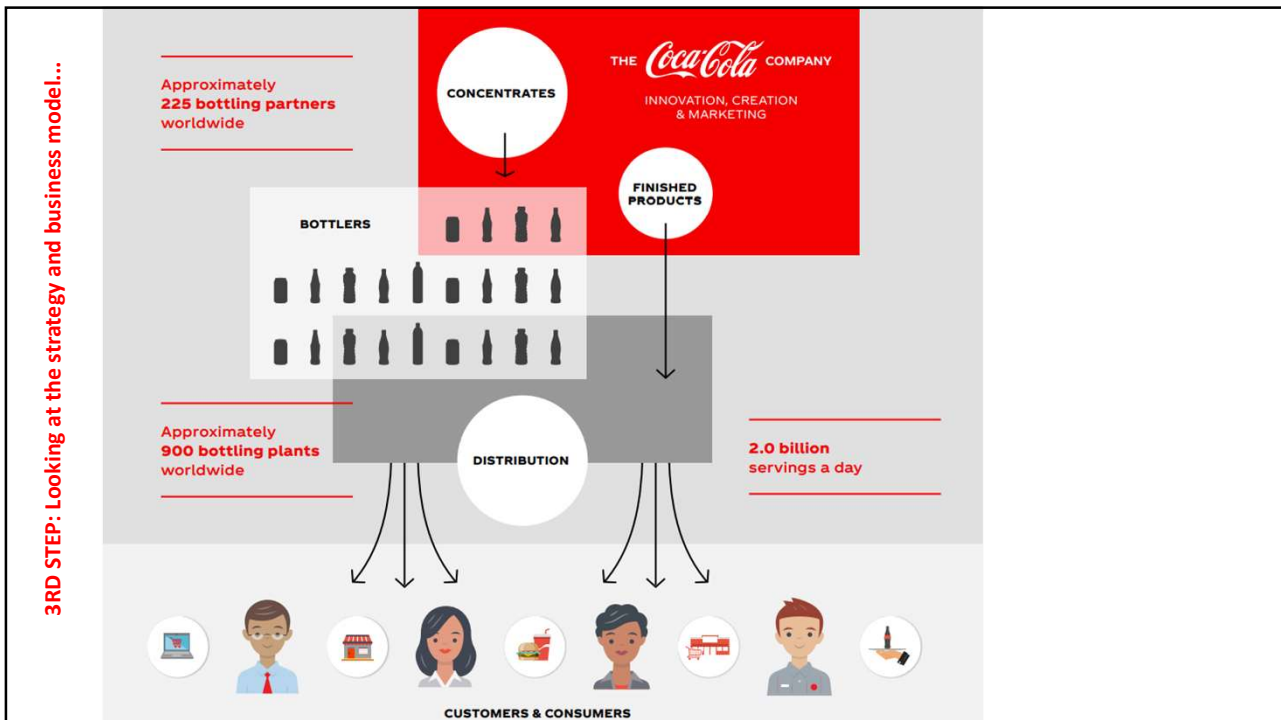 3RD STEP: Looking at the strategy and business model...
Approximately
225 bottling partners
worldwide
CONCENTRATES
THE Coca-Cola COMPANY
INNOVATION, CREATION
& MARKETING
FINISHED
PRODUCTS
BOTTLERS
Approximately
900 bottling plants
worldwide
DISTRIBUTION
2.0 billion
servings a day
CUSTOMERS & CONSUMERS